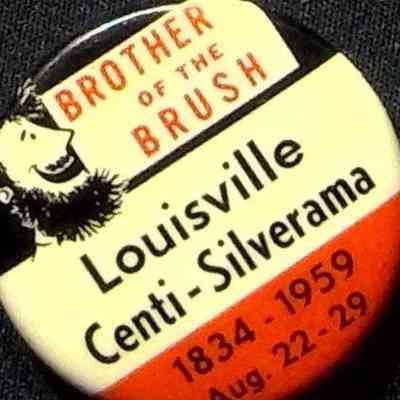 BROTHER
OF THE
BRUSH
Louisville
Centi-Silverama
1834-1959
Aug. 22-29